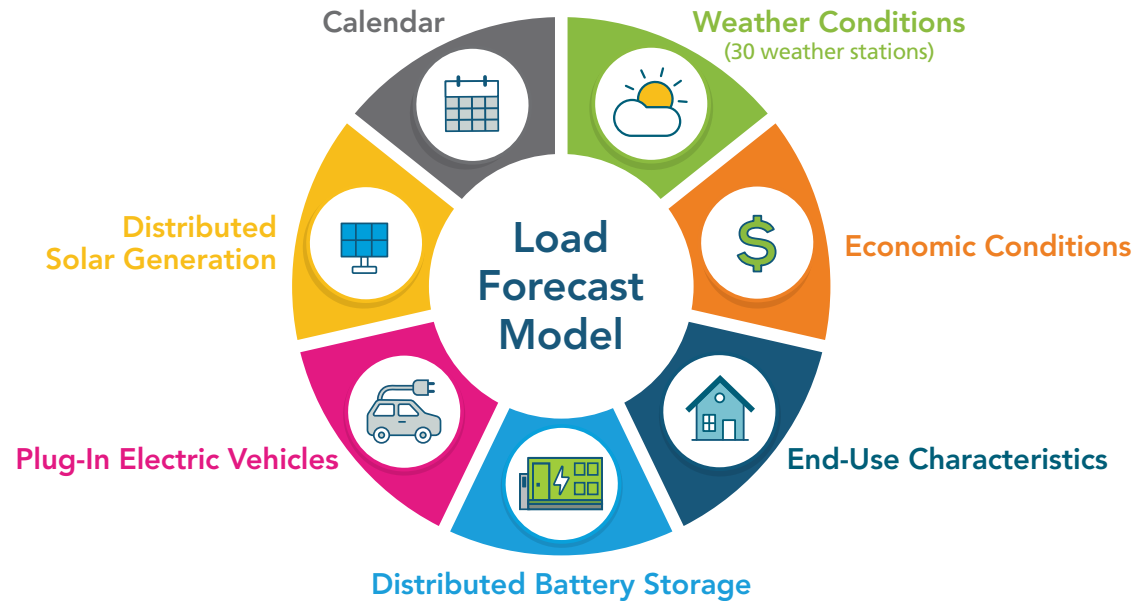 Calendar
Weather Conditions
(30 weather stations)
Distributed
Solar Generation
Load
Forecast
Model
Economic Conditions
Plug-In Electric Vehicles
End-Use Characteristics
Distributed Battery Storage